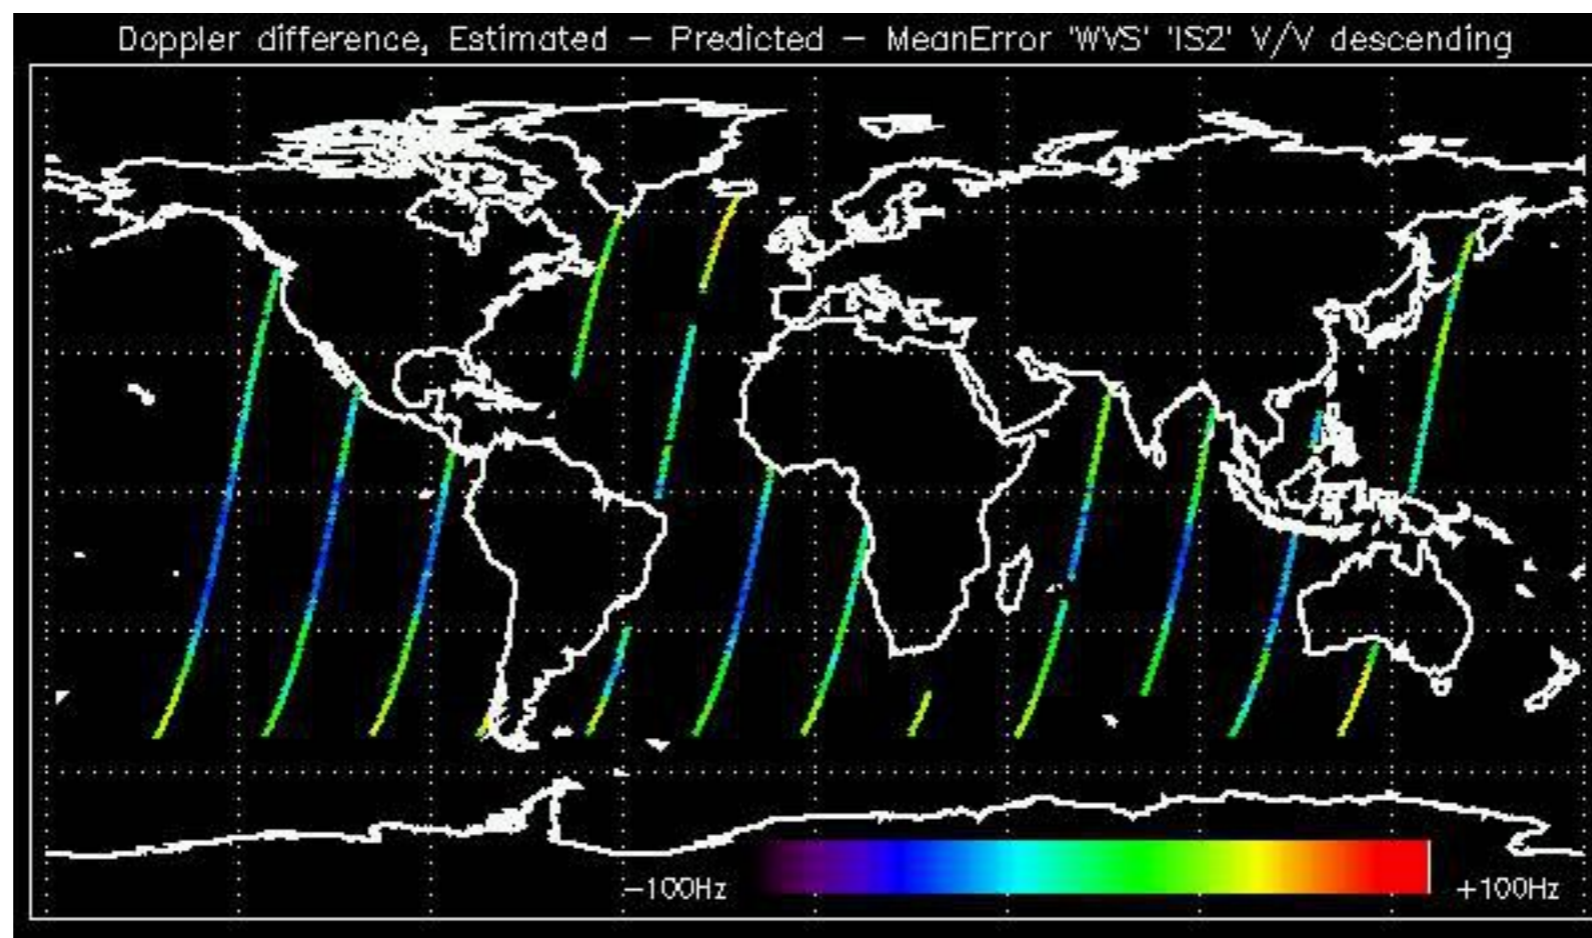 Doppler difference, Estimated – Predicted – MeanError 'WVS' 'IS2' V/V descending
–100Hz
+100Hz